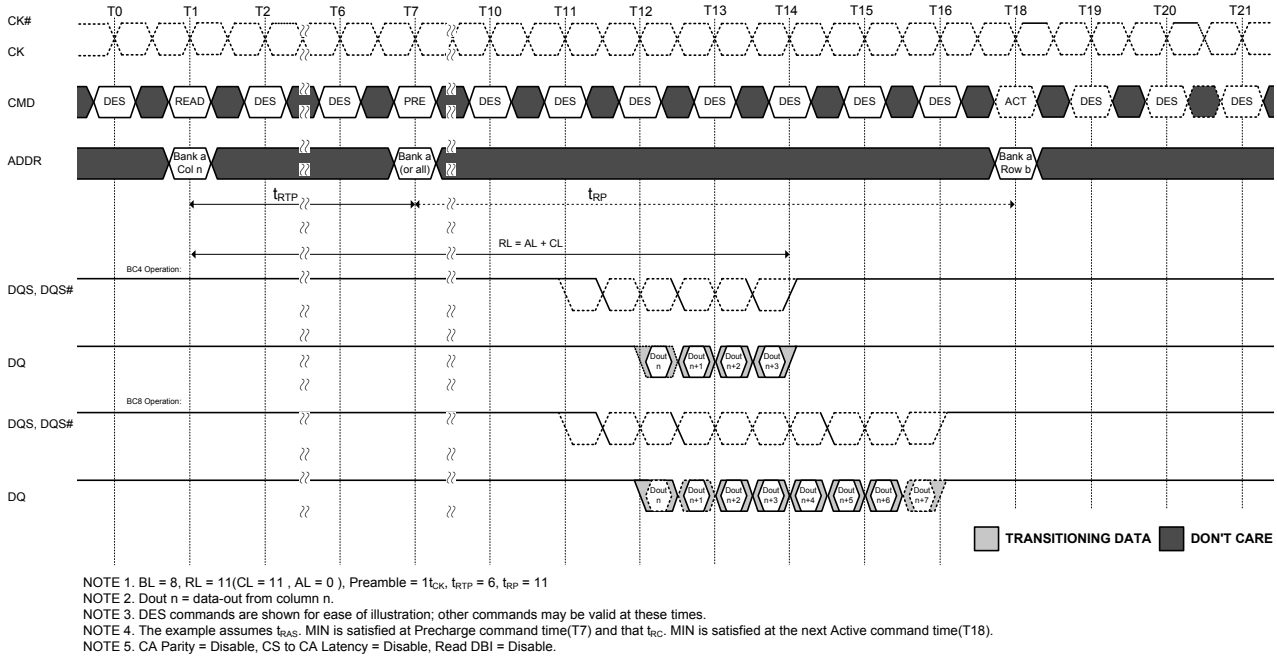 T0 T1 T2 T6 T7 T10 T11 T12 T13 T14 T15 T16 T18 T19 T20 T21
CK#
CK
CMD DES READ DES DES PRE DES DES DES DES DES DES DES ACT DES DES DES
ADDR Bank a Col n Bank a (or all) Bank a Row b
tRTP tRP
RL = AL + CL
BC4 Operation:
DQS, DQS#
DQ Dout n Dout n+1 Dout n+2 Dout n+3
BC8 Operation:
DQS, DQS#
DQ Dout n Dout n+1 Dout n+2 Dout n+3 Dout n+4 Dout n+5 Dout n+6 Dout n+7
TRANSITIONING DATA DON'T CARE
NOTE 1. BL = 8, RL = 11(CL = 11 , AL = 0 ), Preamble = 1tCK, tRTP = 6, tRP = 11
NOTE 2. Dout n = data-out from column n.
NOTE 3. DES commands are shown for ease of illustration; other commands may be valid at these times.
NOTE 4. The example assumes tRAS. MIN is satisfied at Precharge command time(T7) and that tRC. MIN is satisfied at the next Active command time(T18).
NOTE 5. CA Parity = Disable, CS to CA Latency = Disable, Read DBI = Disable.